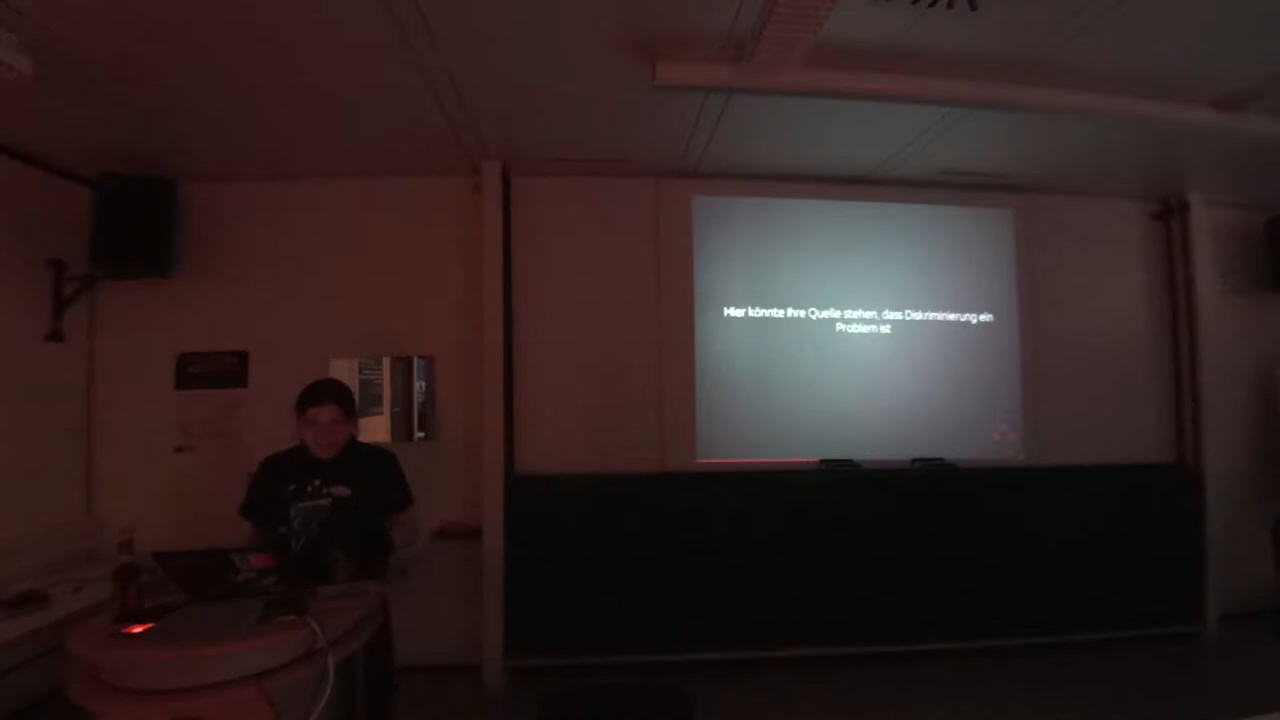 Hier könnte Ihre Quelle stehen, dass Diskriminierung ein
Problem ist